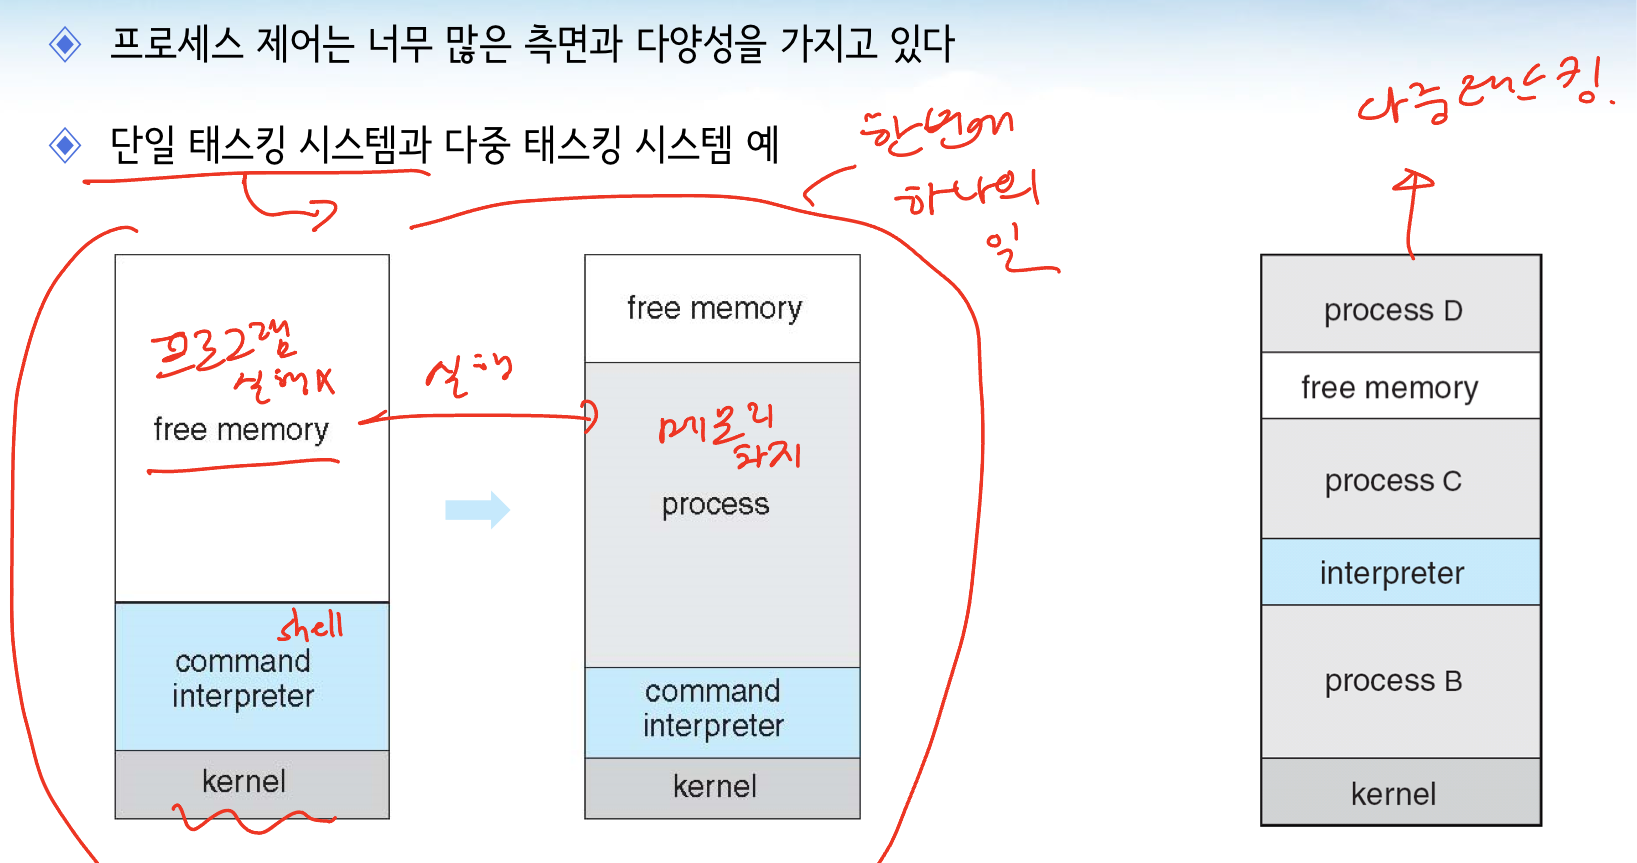 프로세스 제어는 너무 많은 측면과 다양성을 가지고 있다
단일 태스킹 시스템과 다중 태스킹 시스템 예
한번에
하나의
일
다중태스킹!
프로그램
실행X
free memory
shell
command
interpreter
kernel
실행
free memory
메모리
차지
process
command
interpreter
kernel
process D
free memory
process C
interpreter
process B
kernel